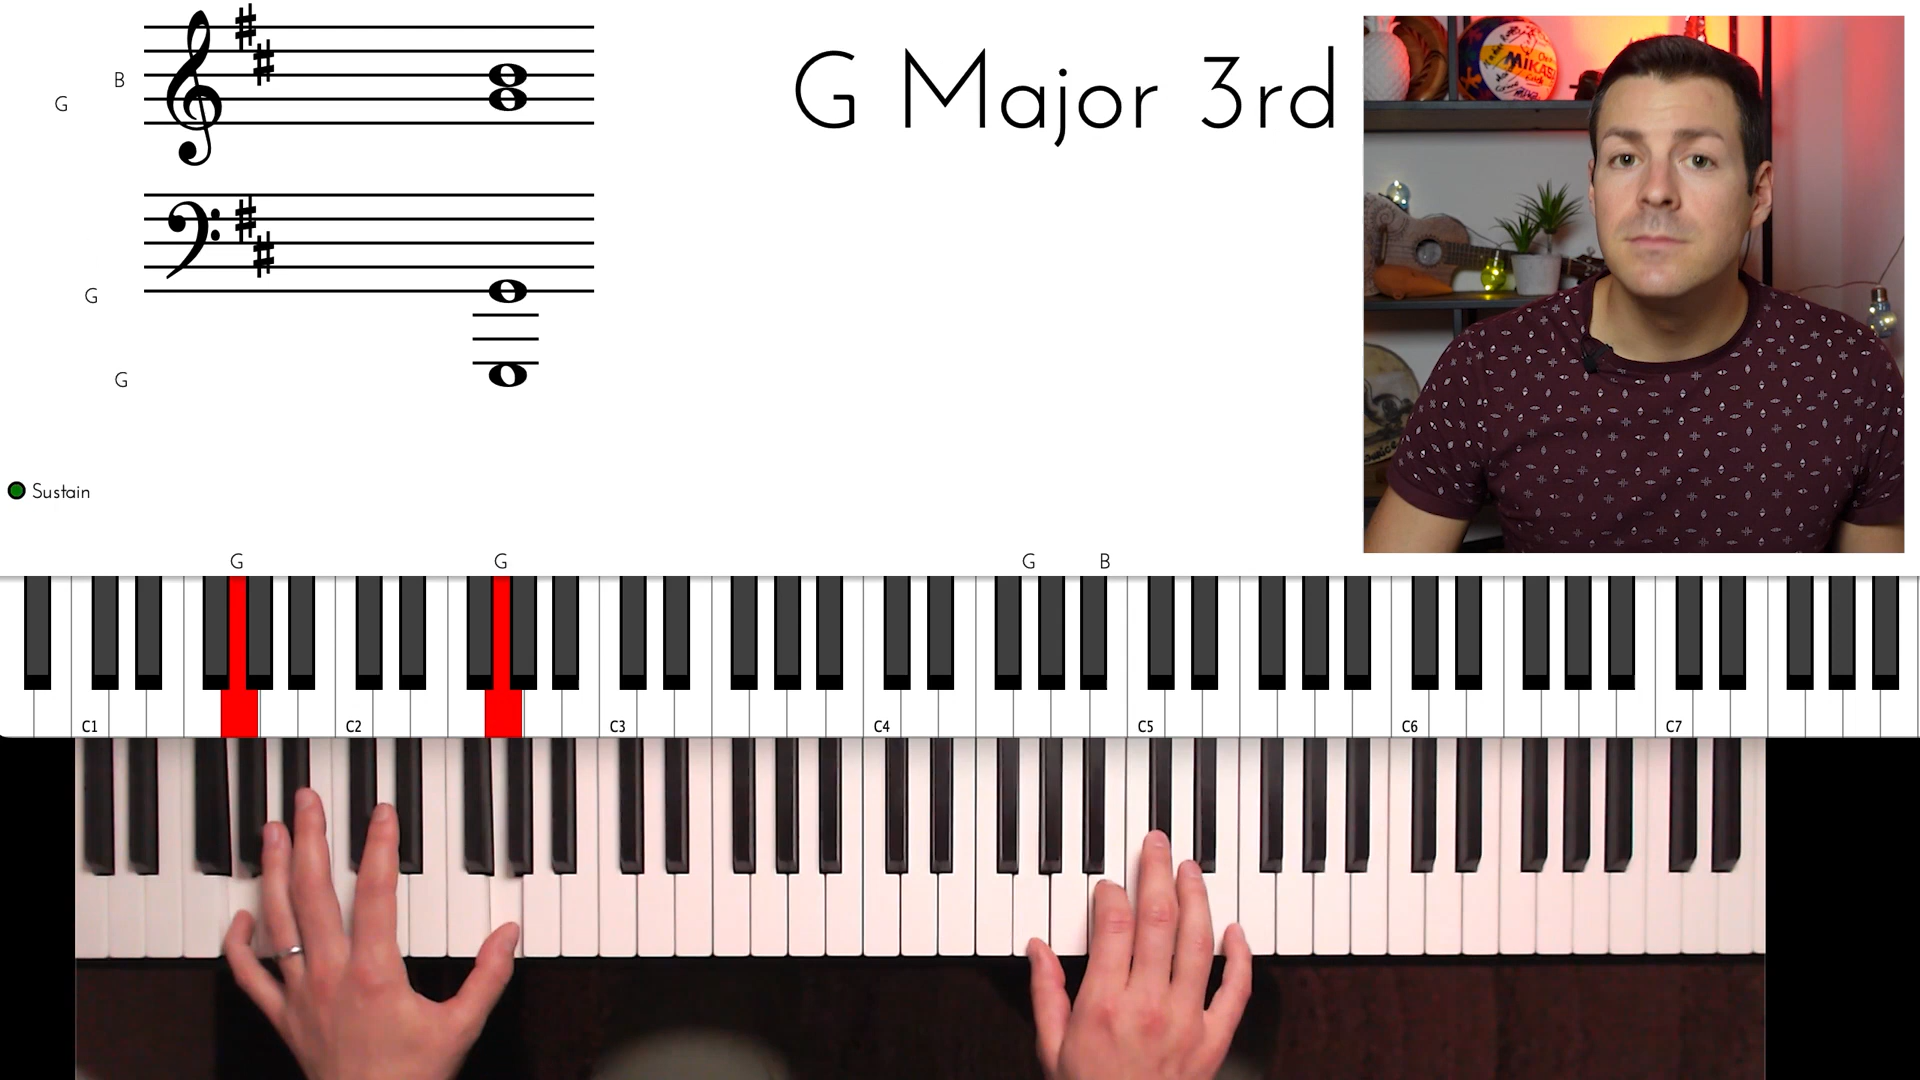 G Major 3rd
B
G
G
G
Sustain
MIKASA
G G G B
C1 C2 C3 C4 C5 C6 C7